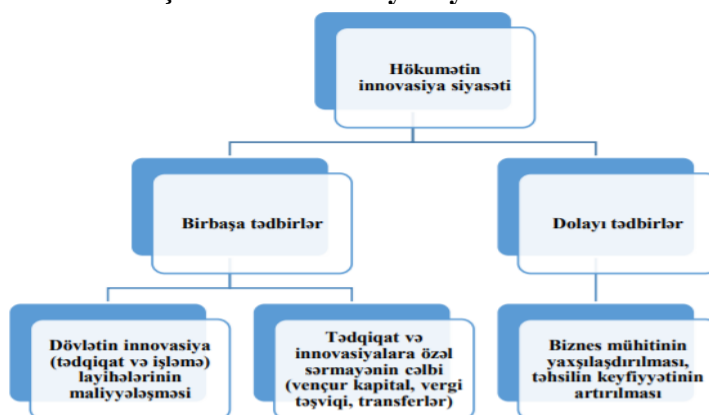 Hökumətin
innovasiya siyasəti
Birbaşa tədbirlər
Dolayı tədbirlər
Dövlətin innovasiya
(tədqiqat və işləmə)
layihələrinin
maliyyələşməsi
Tədqiqat və
innovasiyalara özəl
sərmayənin cəlbi
(vençur kapital, vergi
təşviqi, transferlər)
Biznes mühitinin
yaxşılaşdırılması,
təhsilin keyfiyyətinin
artırılması